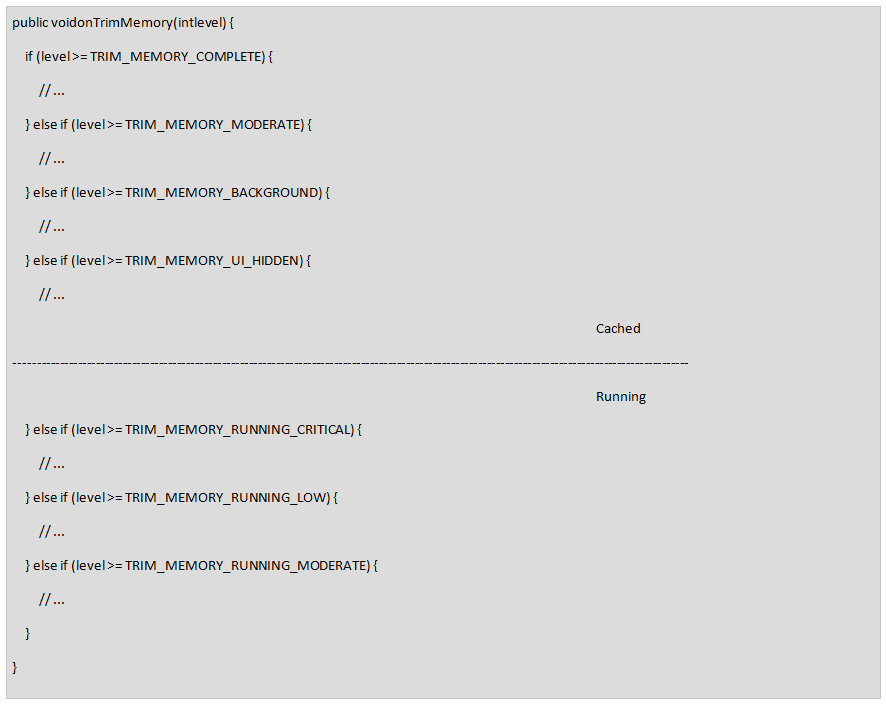 public voidonTrimMemory(intlevel) {
if (level >= TRIM_MEMORY_COMPLETE) {
// ...
} else if (level >= TRIM_MEMORY_MODERATE) {
// ...
} else if (level >= TRIM_MEMORY_BACKGROUND) {
// ...
} else if (level >= TRIM_MEMORY_UI_HIDDEN) {
// ...
Cached
--------------------------------------------------------------------------------------------------------------------------------------------
Running
} else if (level >= TRIM_MEMORY_RUNNING_CRITICAL) {
// ...
} else if (level >= TRIM_MEMORY_RUNNING_LOW) {
// ...
} else if (level >= TRIM_MEMORY_RUNNING_MODERATE) {
// ...
}
}